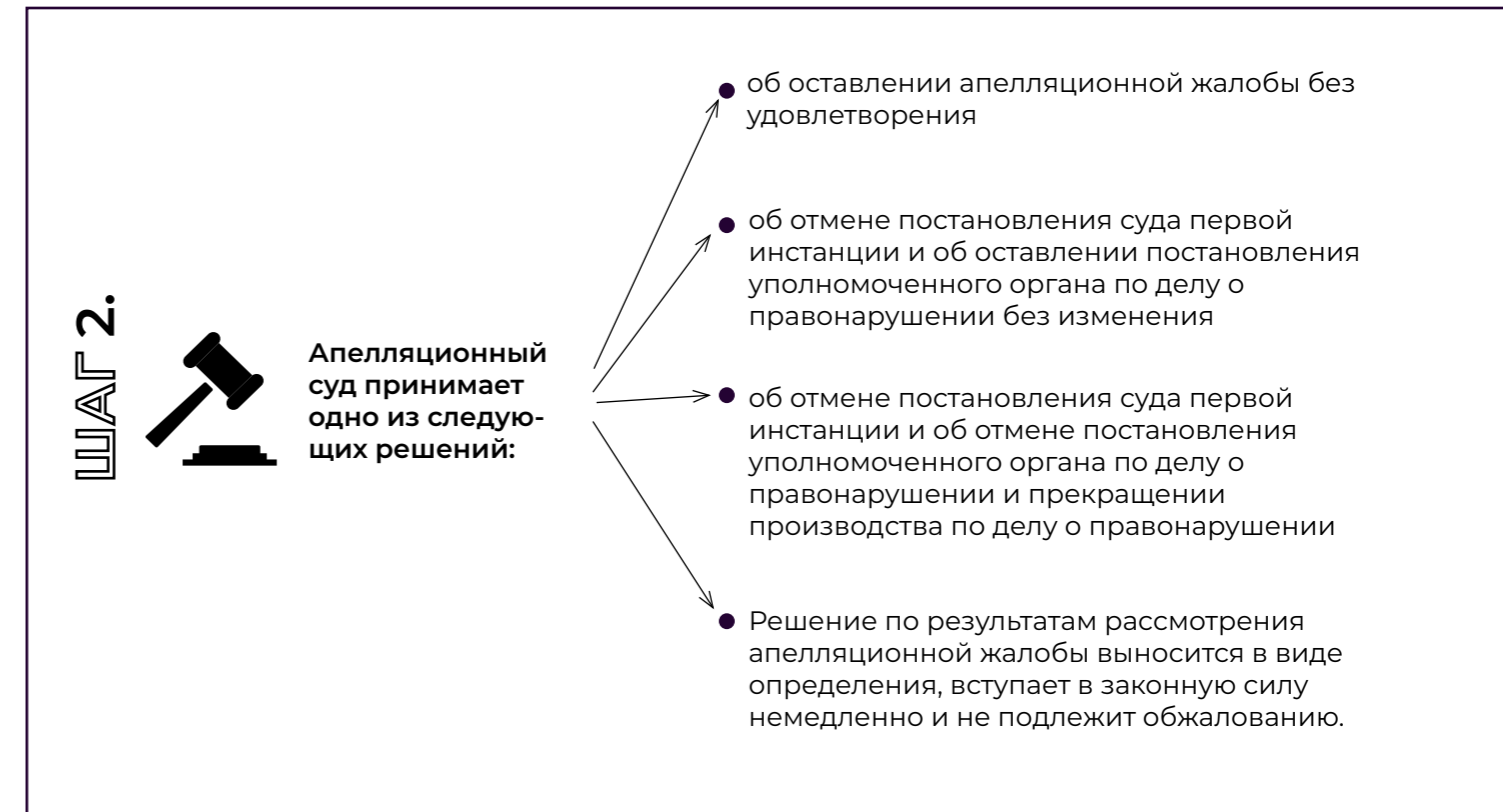 ШАГ 2.
Апелляционный
суд принимает
одно из следую-
щих решений:
об оставлении апелляционной жалобы без
удовлетворения
об отмене постановления суда первой
инстанции и об оставлении постановления
уполномоченного органа по делу о
правонарушении без изменения
об отмене постановления суда первой
инстанции и об отмене постановления
уполномоченного органа по делу о
правонарушении и прекращении
производства по делу о правонарушении
Решение по результатам рассмотрения
апелляционной жалобы выносится в виде
определения, вступает в законную силу
немедленно и не подлежит обжалованию.